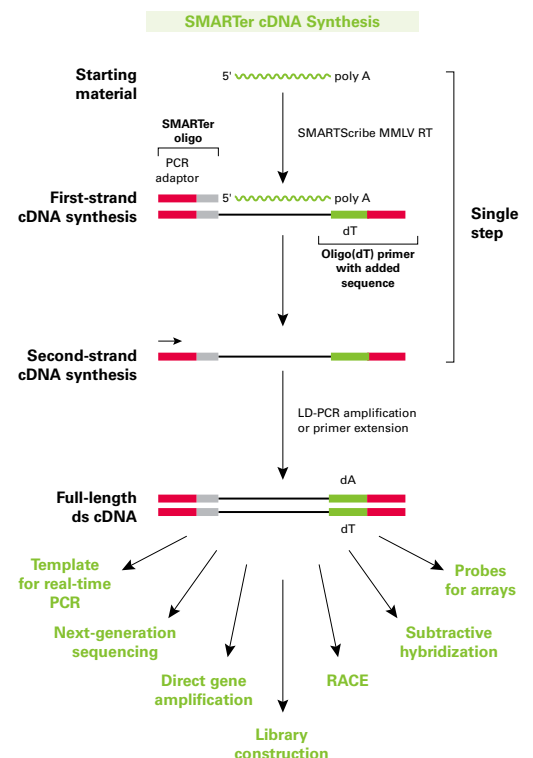 SMARTer cDNA Synthesis
Starting
material
5'
poly A
SMARTScribe MMLV RT
SMARTer
oligo
PCR
adaptor
First-strand
cDNA synthesis
5'
poly A
dT
Oligo(dT) primer
with added
sequence
Single
step
Second-strand
cDNA synthesis
LD-PCR amplification
or primer extension
Full-length
ds cDNA
dA
dT
Template
for real-time
PCR
Probes
for arrays
Next-generation
sequencing
Subtractive
hybridization
Direct gene
amplification
RACE
Library
construction